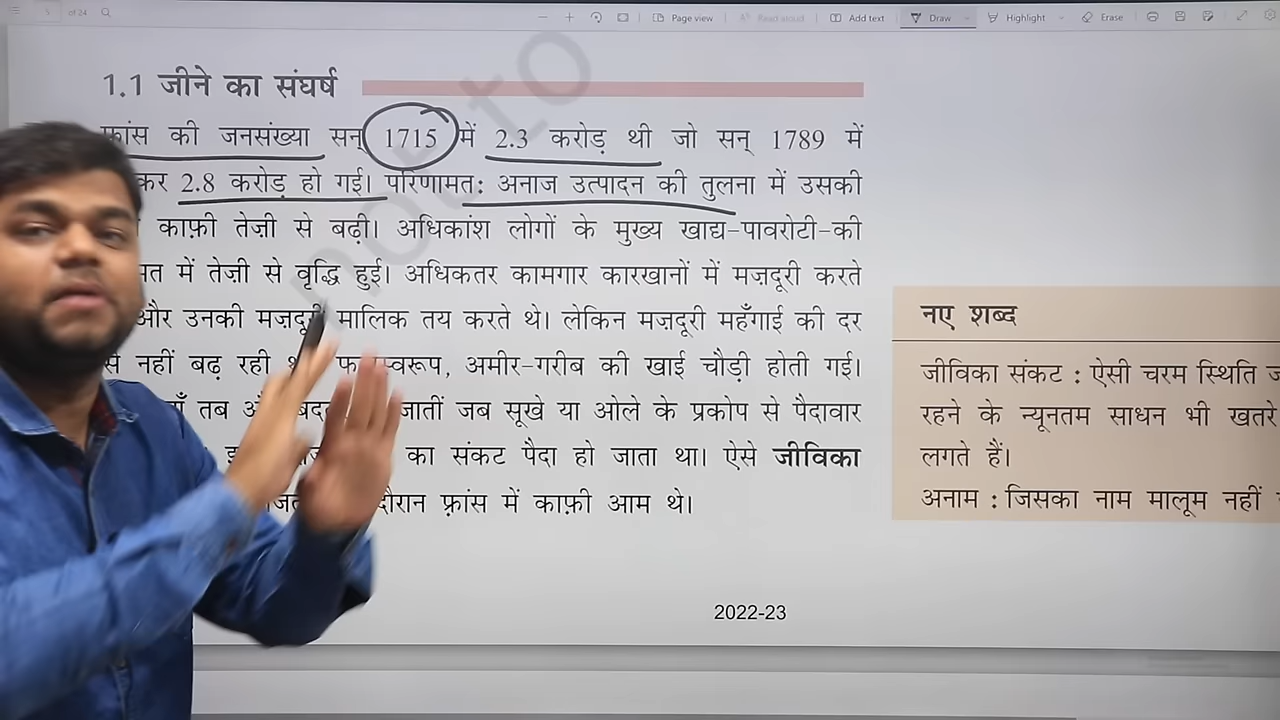 of 24
Page view
Read aloud
Add text
Draw
Highlight
Erase
1.1 जीने का संघर्ष
फ्रांस की जनसंख्या सन् 1715 में 2.3 करोड़ थी जो सन् 1789 में
कर 2.8 करोड़ हो गई। परिणामत: अनाज उत्पादन की तुलना में उसकी
काफ़ी तेज़ी से बढ़ी। अधिकांश लोगों के मुख्य खाद्य-पावरोटी-की
में तेज़ी से वृद्धि हुई। अधिकतर कामगार कारखानों में मज़दूरी करते
और उनकी मज़दूरी मालिक तय करते थे। लेकिन मज़दूरी महँगाई की दर
से नहीं बढ़ रही अमीर-गरीब की खाई चौड़ी होती गई।
तब जातीं जब सूखे या ओले के प्रकोप से पैदावार
का संकट पैदा हो जाता था। ऐसे जीविका
दौरान फ़्रांस में काफ़ी आम थे।
नए शब्द
जीविका संकट : ऐसी चरम स्थिति
रहने के न्यूनतम साधन भी खतरे
लगते हैं।
अनाम : जिसका नाम मालूम नहीं
2022-23
not to